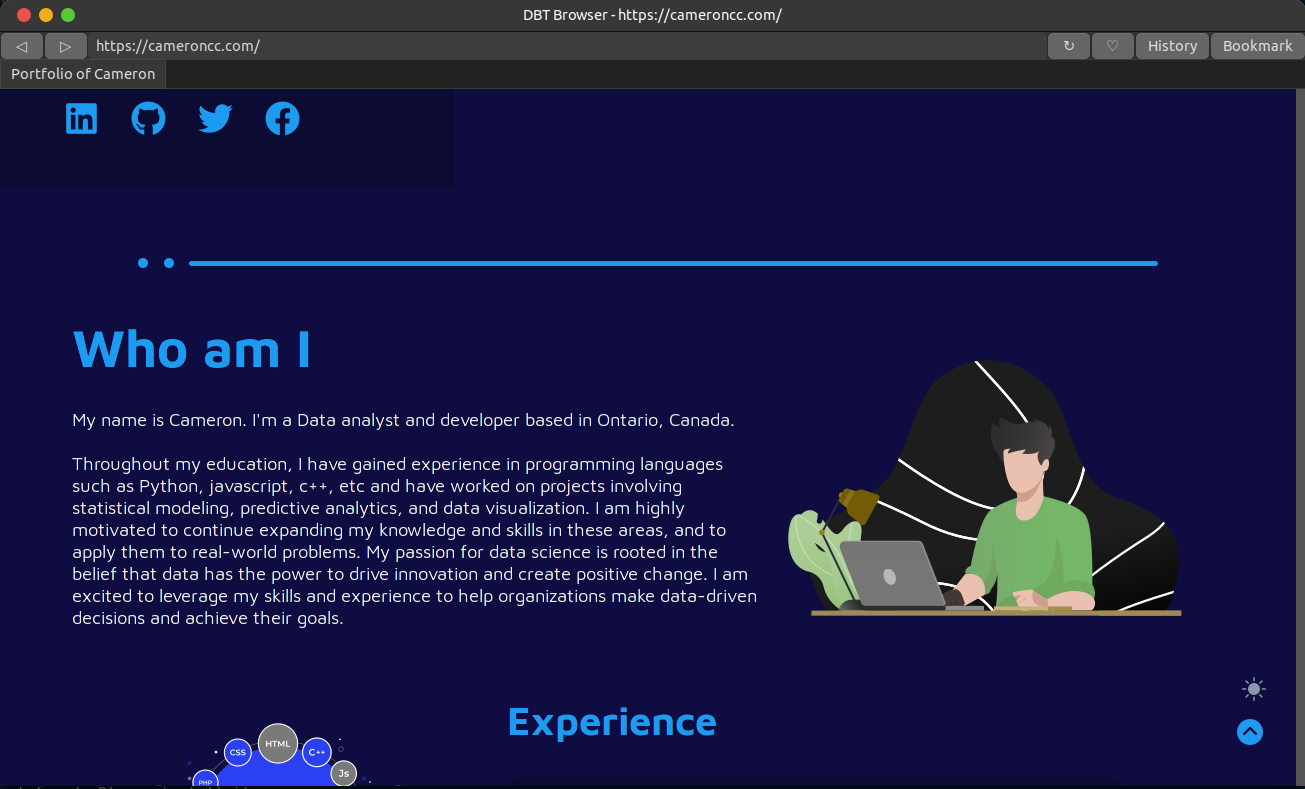 DBT Browser - https://cameroncc.com/
https://cameroncc.com/
History
Bookmark
Portfolio of Cameron
Who am I
My name is Cameron. I'm a Data analyst and developer based in Ontario, Canada.
Throughout my education, I have gained experience in programming languages
such as Python, javascript, c++, etc and have worked on projects involving
statistical modeling, predictive analytics, and data visualization. I am highly
motivated to continue expanding my knowledge and skills in these areas, and to
apply them to real-world problems. My passion for data science is rooted in the
belief that data has the power to drive innovation and create positive change. I am
excited to leverage my skills and experience to help organizations make data-driven
decisions and achieve their goals.
Experience
HTML
CSS
C++
Js
PHP